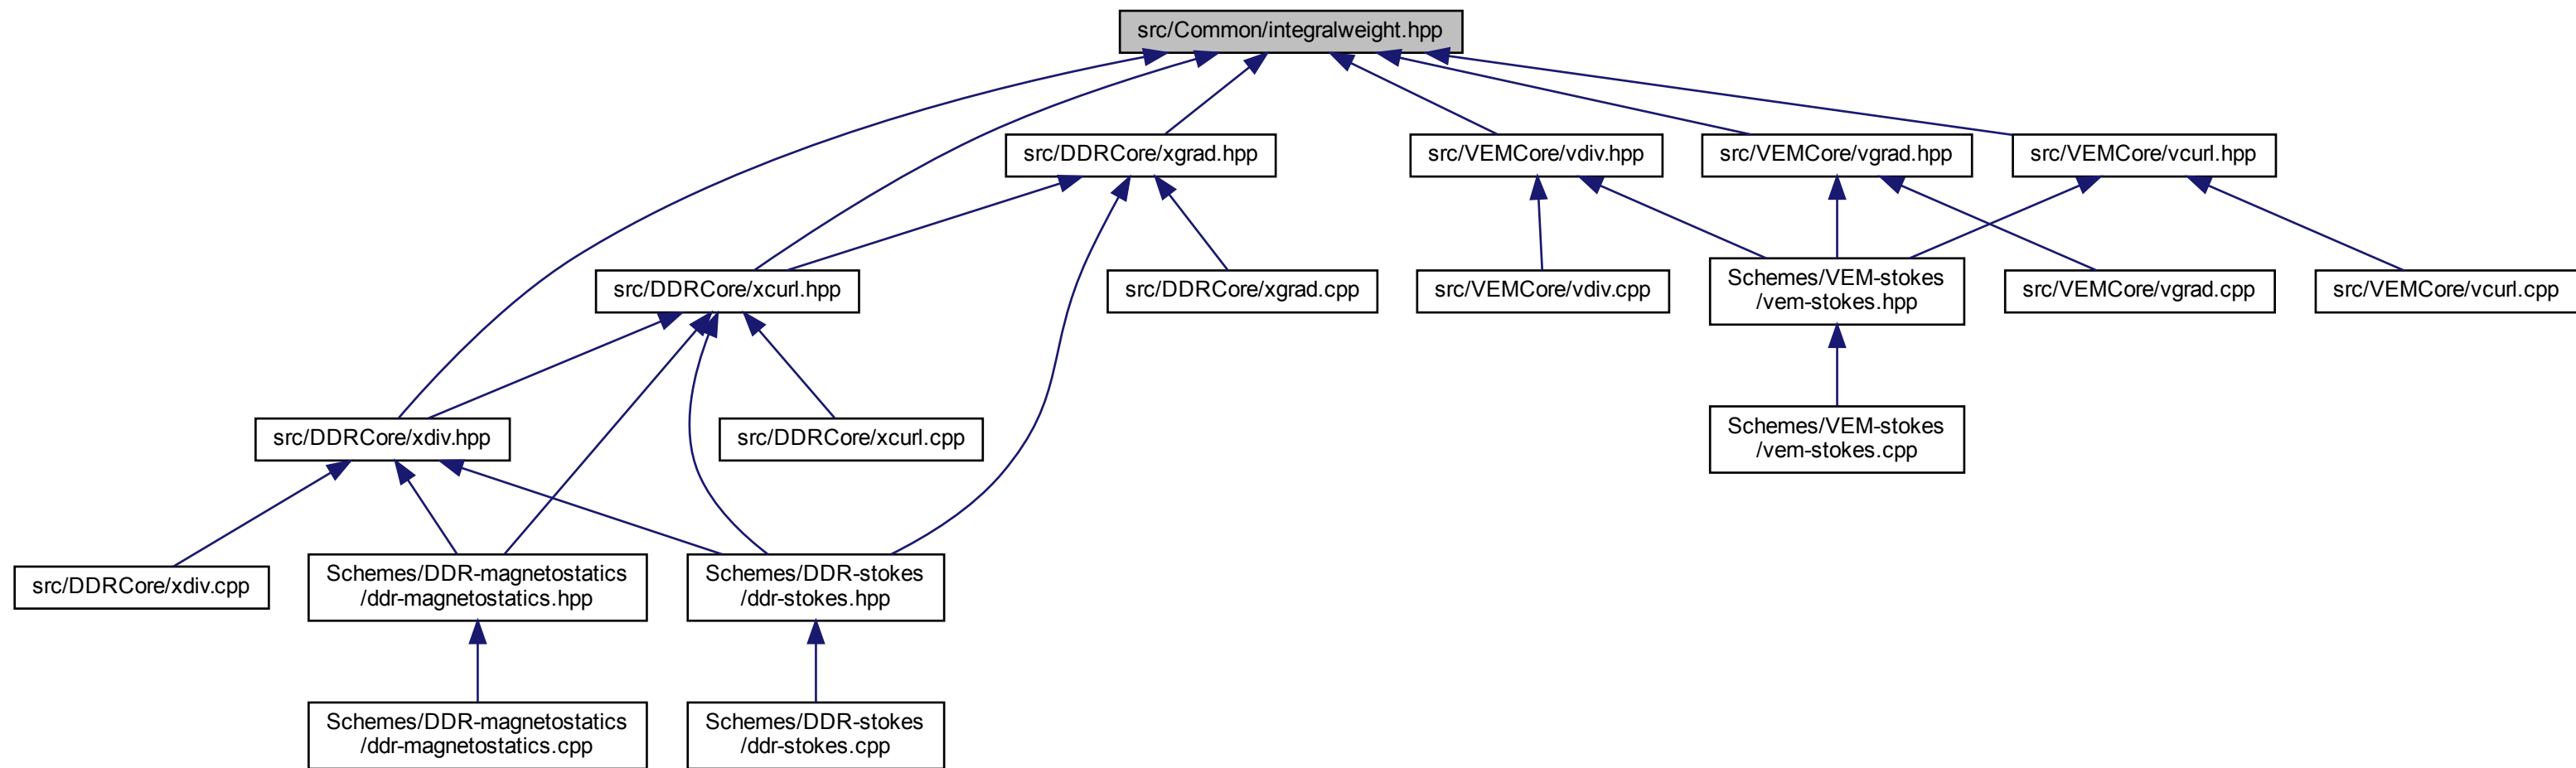 src/Common/integralweight.hpp
src/DDRCore/xgrad.hpp
src/VEMCore/vdiv.hpp
src/VEMCore/vgrad.hpp
src/VEMCore/vcurl.hpp
src/DDRCore/xcurl.hpp
src/DDRCore/xgrad.cpp
src/VEMCore/vdiv.cpp
Schemes/VEM-stokes
/vem-stokes.hpp
src/VEMCore/vgrad.cpp
src/VEMCore/vcurl.cpp
src/DDRCore/xdiv.hpp
src/DDRCore/xcurl.cpp
Schemes/VEM-stokes
/vem-stokes.cpp
src/DDRCore/xdiv.cpp
Schemes/DDR-magnetostatics
/ddr-magnetostatics.hpp
Schemes/DDR-stokes
/ddr-stokes.hpp
Schemes/DDR-magnetostatics
/ddr-magnetostatics.cpp
Schemes/DDR-stokes
/ddr-stokes.cpp